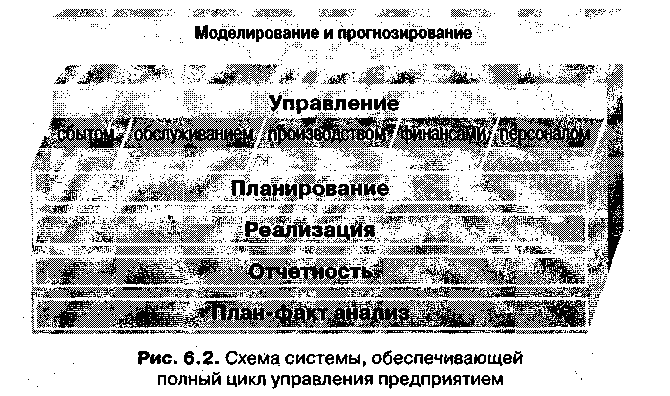 Моделирование и прогнозирование
Управление
сбытом обслуживанием производством финансами персоналом
Планирование
Реализация
Отчетность
План-факт анализ
Рис. 6.2. Схема системы, обеспечивающей
полный цикл управления предприятием